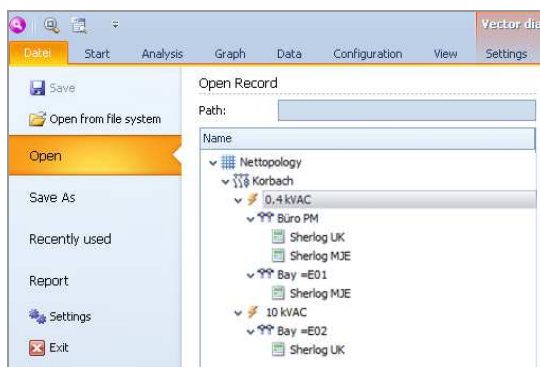 Vector dia
Datei Start Analysis Graph Data Configuration View Settings
Save
Open from file system
Open
Save As
Recently used
Report
Settings
Exit
Open Record
Path:
Name
Nettopology
Korbach
0.4 kVAC
Büro PM
Sherlog UK
Sherlog MJE
Bay =E01
Sherlog MJE
10 kVAC
Bay =E02
Sherlog UK